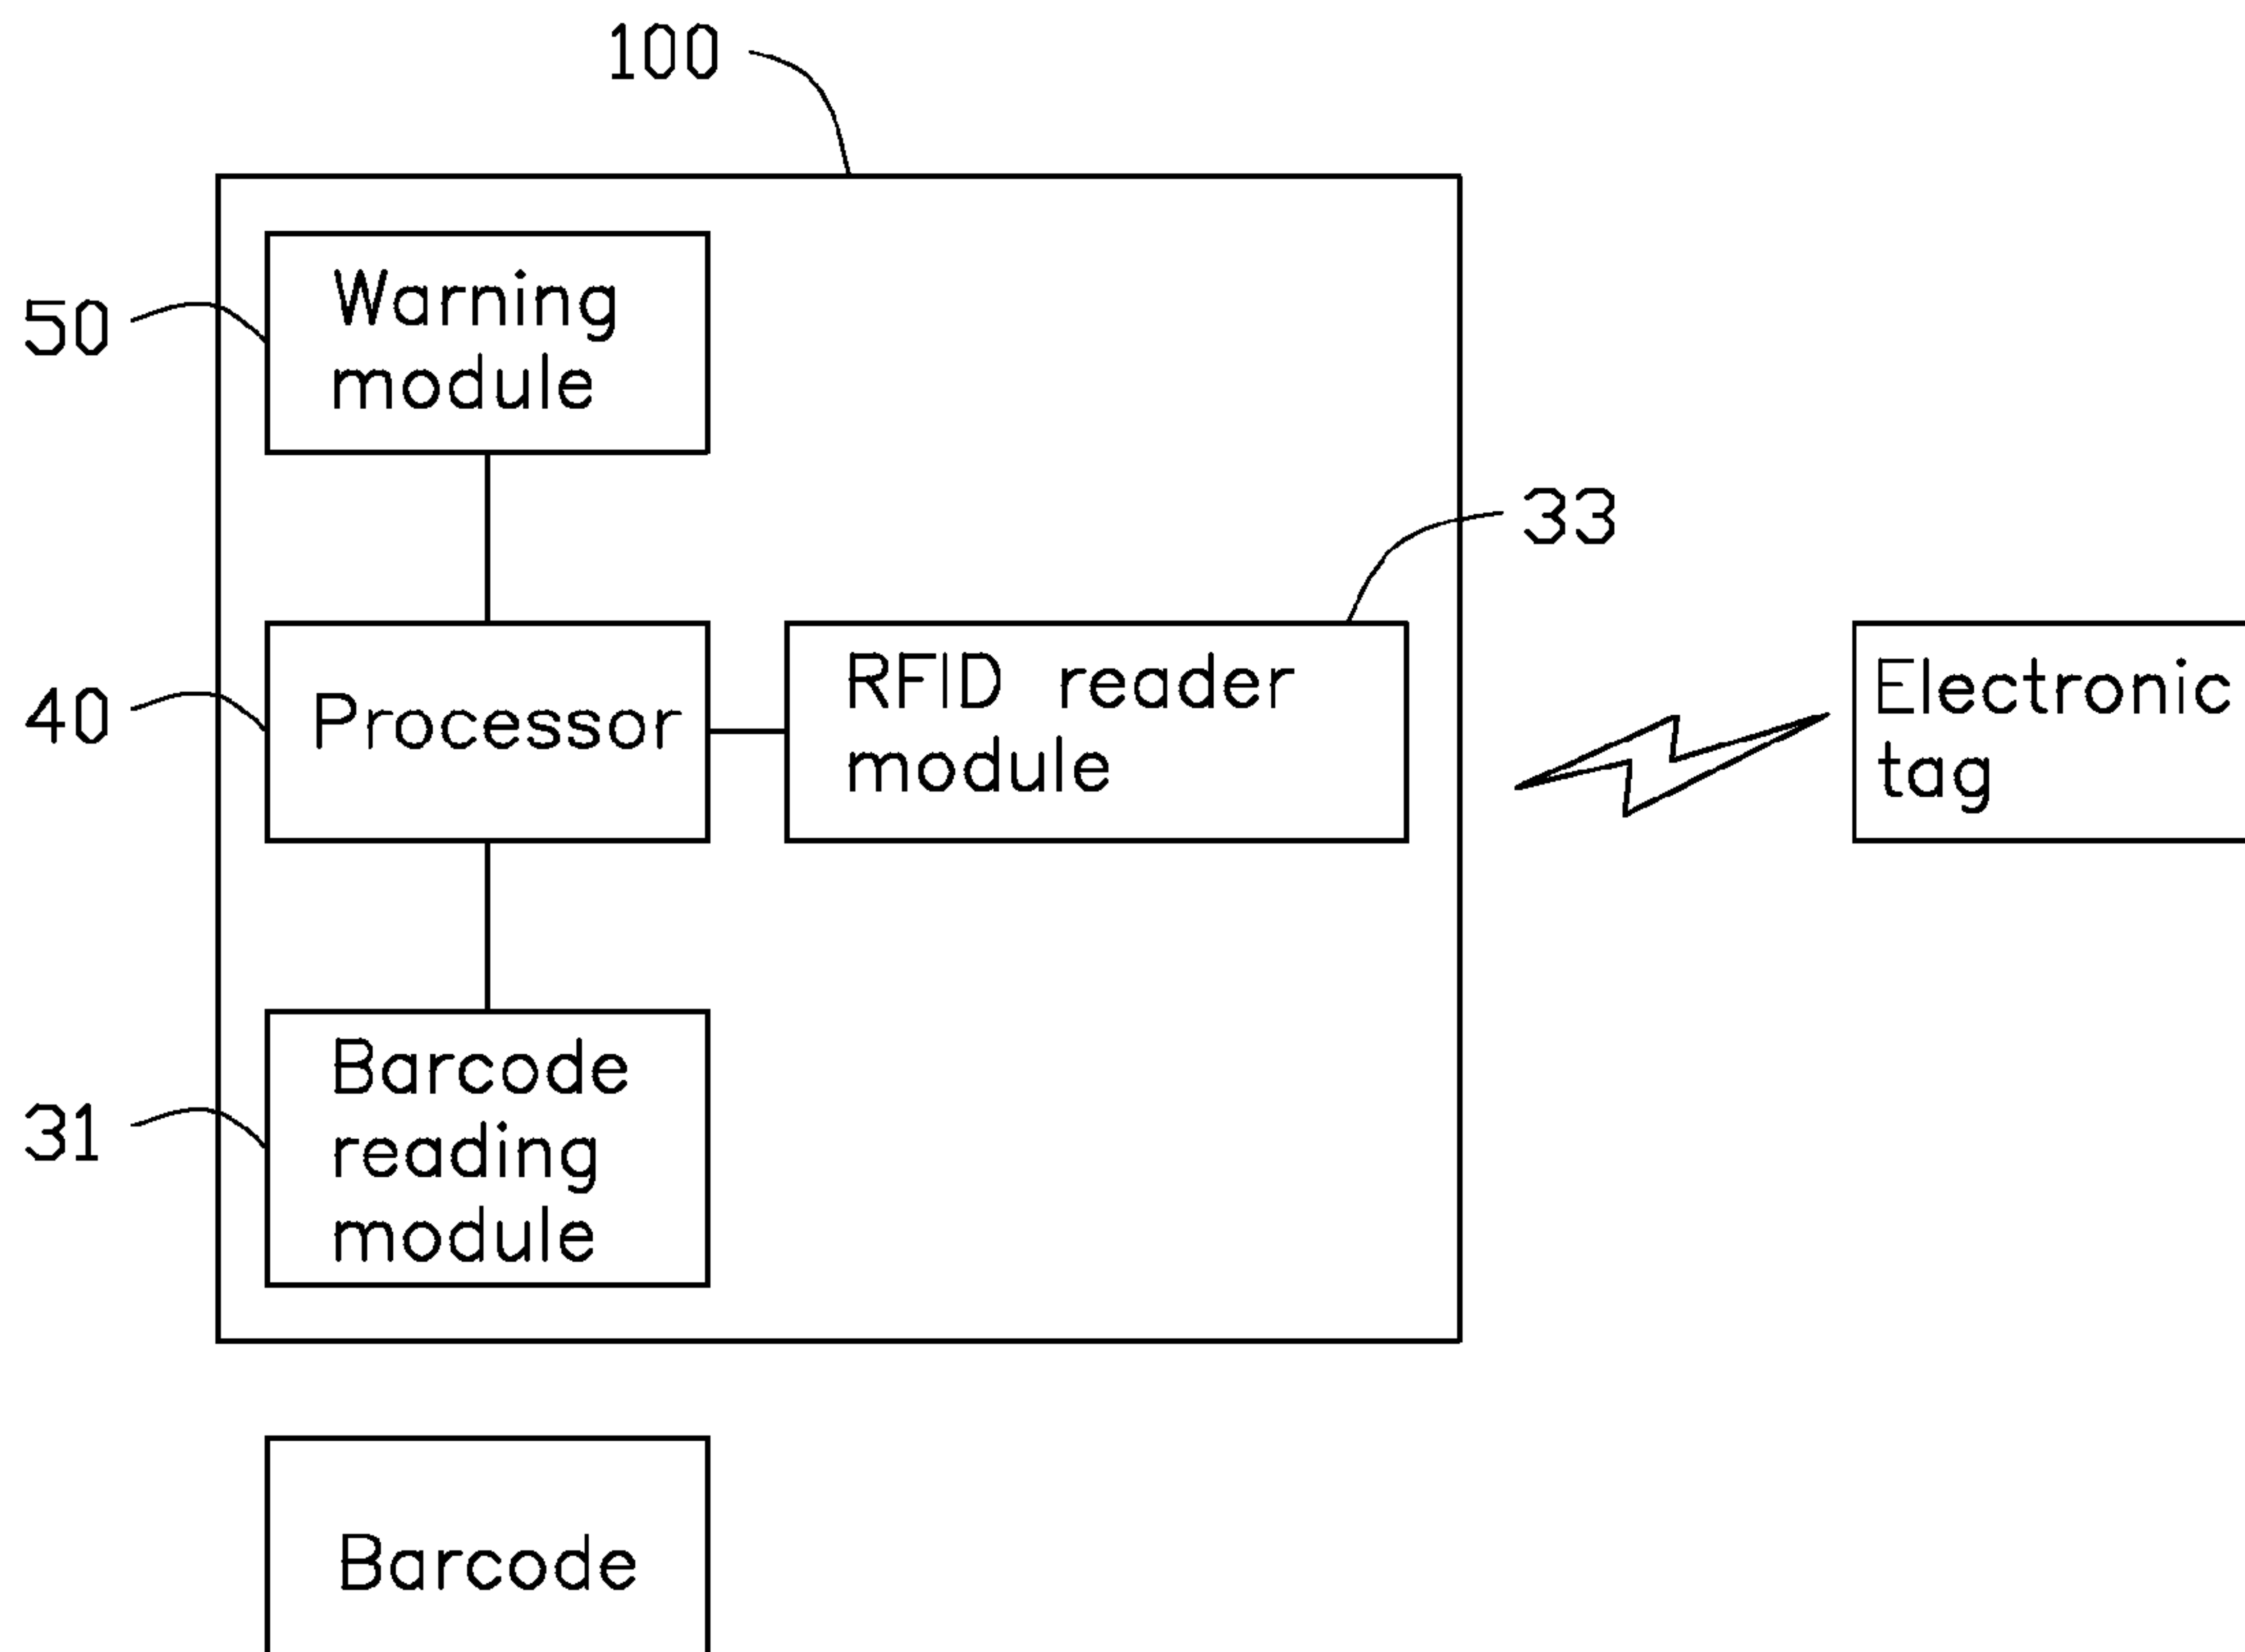 100
50
Warning
module
33
40
Processor
RFID reader
module
Electronic
tag
31
Barcode
reading
module
Barcode